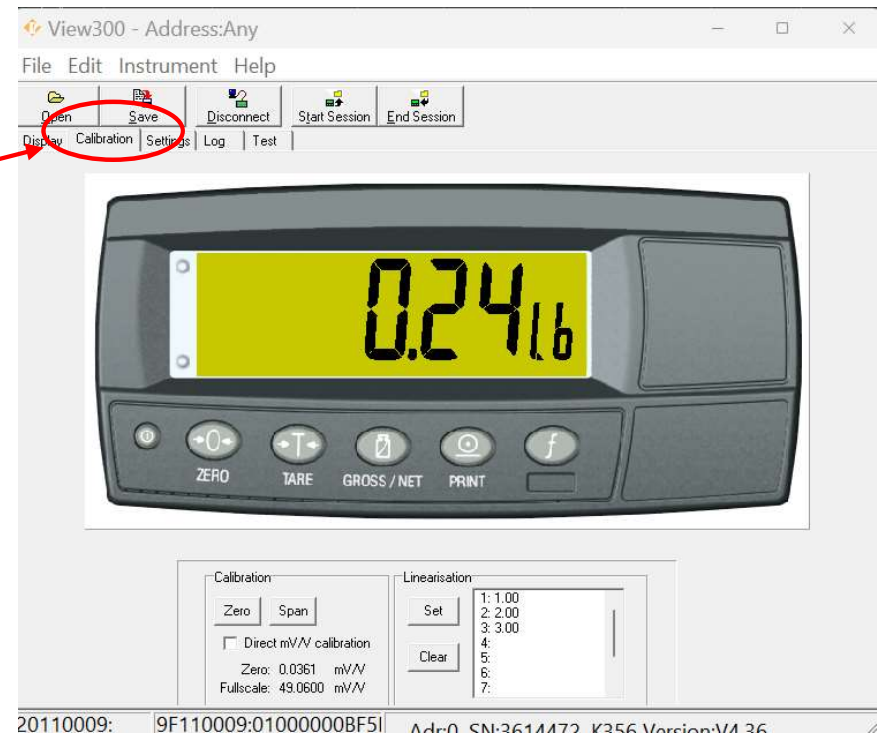 View300 - Address:Any
File Edit Instrument Help
Open Save Disconnect Start Session End Session
Display Calibration Settings Log Test
0.24 lb
ZERO TARE GROSS / NET PRINT f
Calibration
Zero Span
Direct mV/V calibration
Zero: 0.0361 mV/V
Fullscale: 49.0600 mV/V
Linearisation
Set
Clear
1: 1.00
2: 2.00
3: 3.00
4:
5:
6:
7:
20110009: 9F110009:01000000BF5 Adr:0 SN:3614472 K356 Version:V4.36